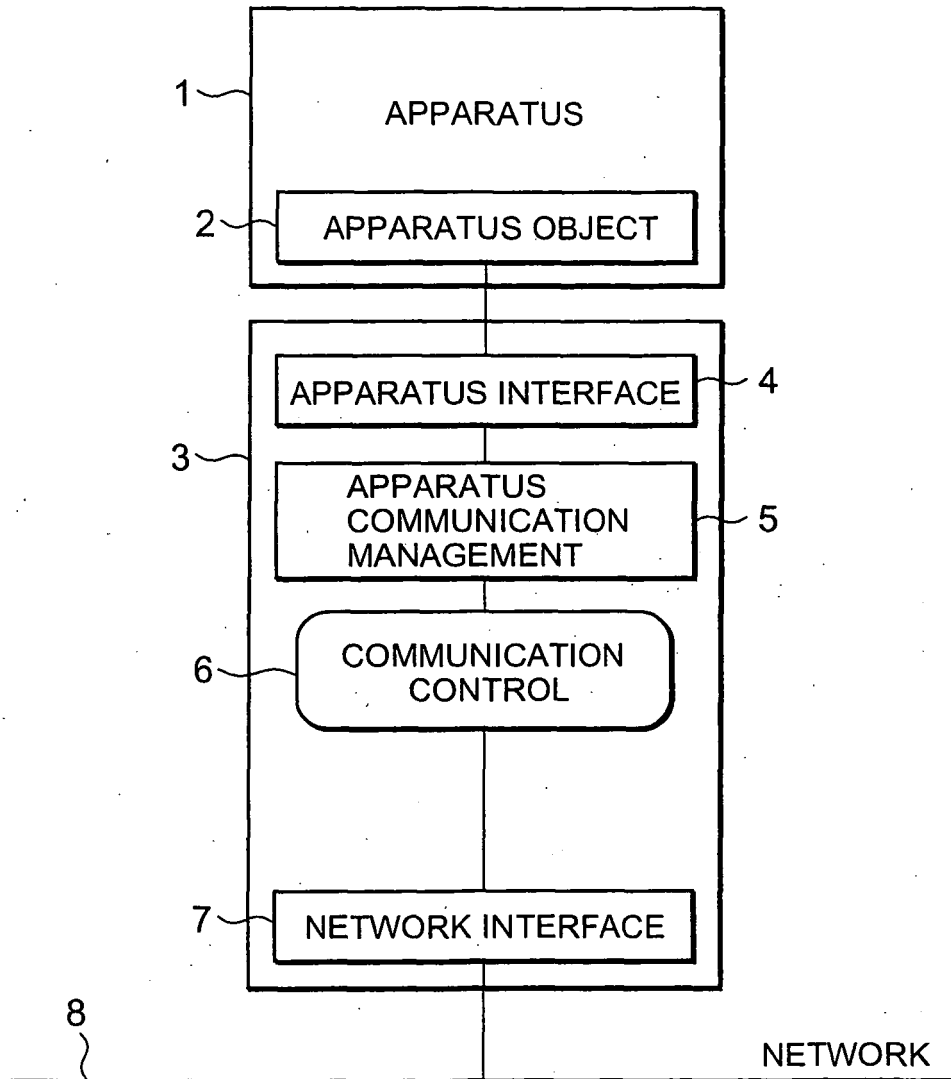 1
APPARATUS
2
APPARATUS OBJECT
APPARATUS INTERFACE
4
3
APPARATUS
COMMUNICATION
MANAGEMENT
5
6
COMMUNICATION
CONTROL
7
NETWORK INTERFACE
8
NETWORK